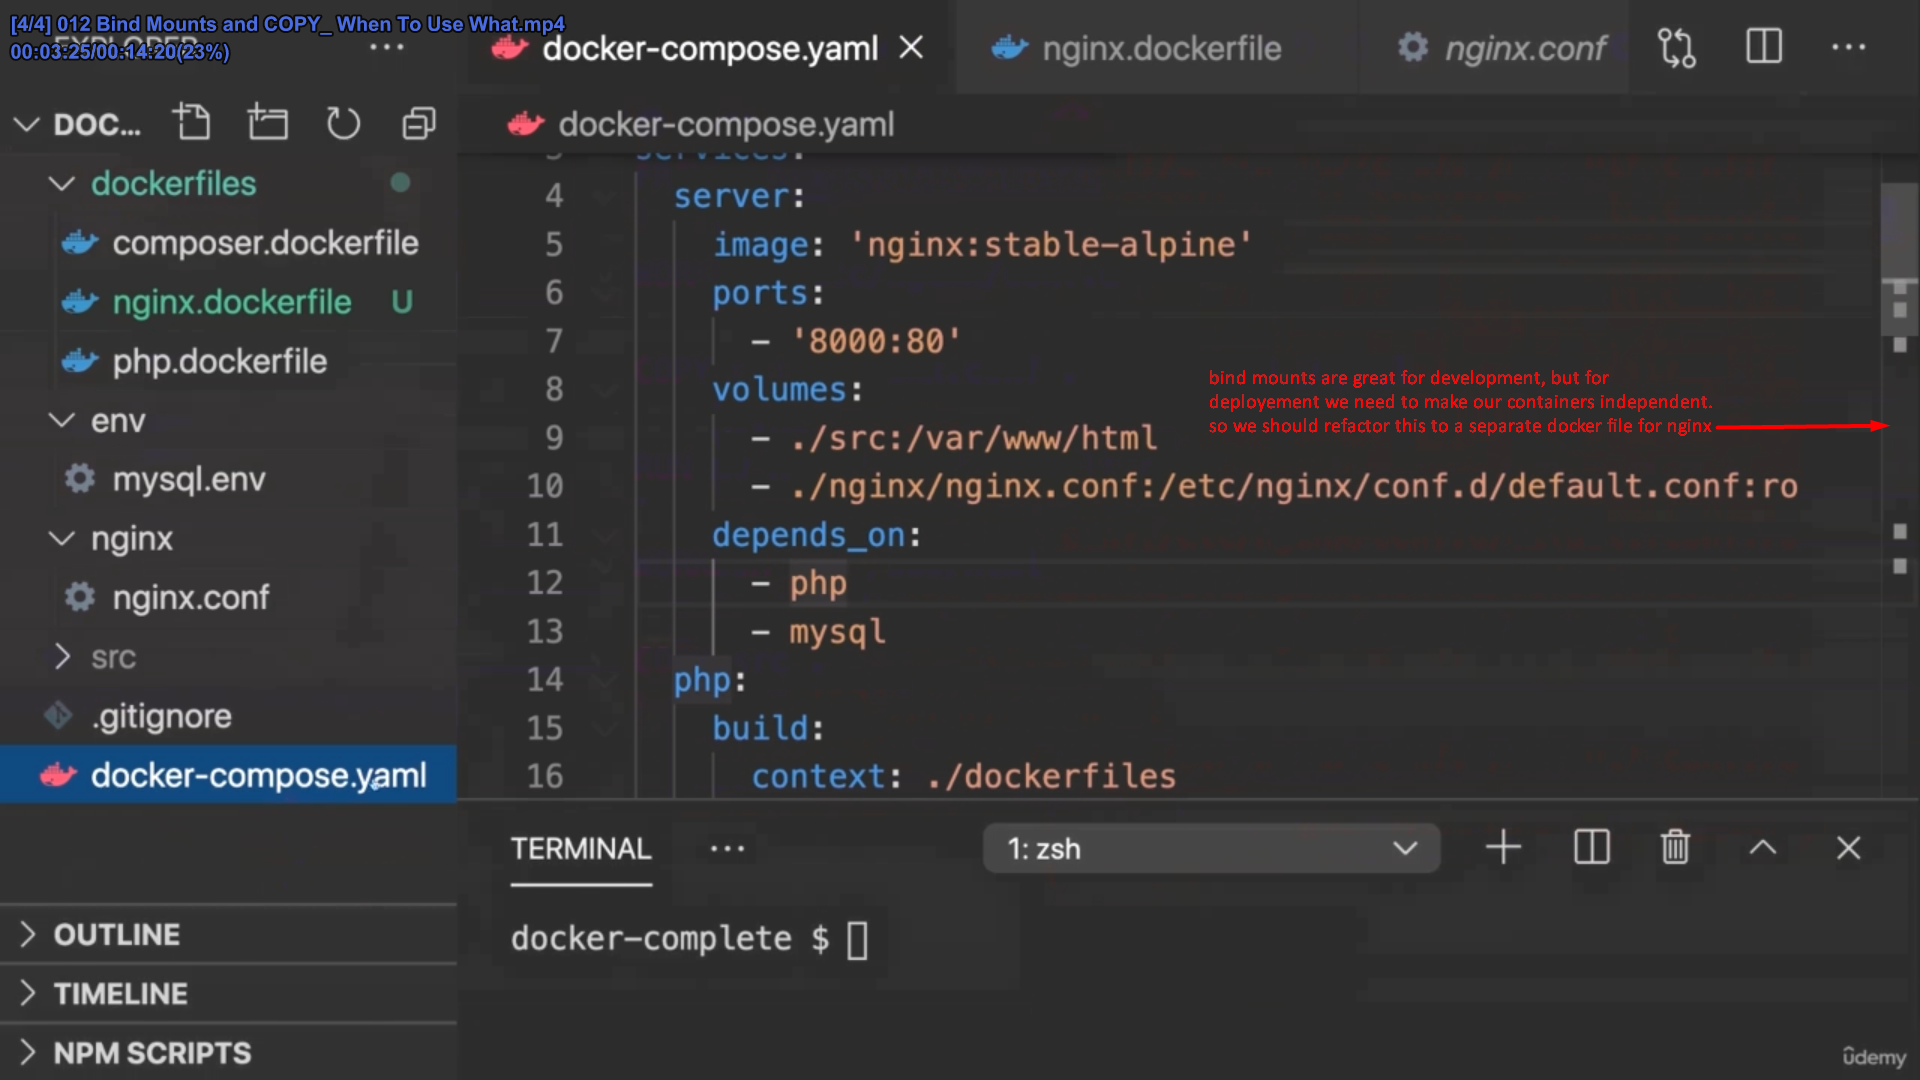 [4/4] 012 Bind Mounts and COPY_ When To Use What.mp4
00:03:25/00:14:20(23%)
EXPLORER
docker-compose.yaml
nginx.dockerfile
nginx.conf
DOC...
docker-compose.yaml
dockerfiles
composer.dockerfile
nginx.dockerfile U
php.dockerfile
env
mysql.env
nginx
nginx.conf
src
.gitignore
docker-compose.yaml
OUTLINE
TIMELINE
NPM SCRIPTS
services:
4 server:
5 image: 'nginx:stable-alpine'
6 ports:
7 - '8000:80'
8 volumes:
9 - ./src:/var/www/html
10 - ./nginx/nginx.conf:/etc/nginx/conf.d/default.conf:ro
11 depends_on:
12 - php
13 - mysql
14 php:
15 build:
16 context: ./dockerfiles
bind mounts are great for development, but for
deployement we need to make our containers independent.
so we should refactor this to a separate docker file for nginx
TERMINAL
1: zsh
docker-complete $
ûdemy